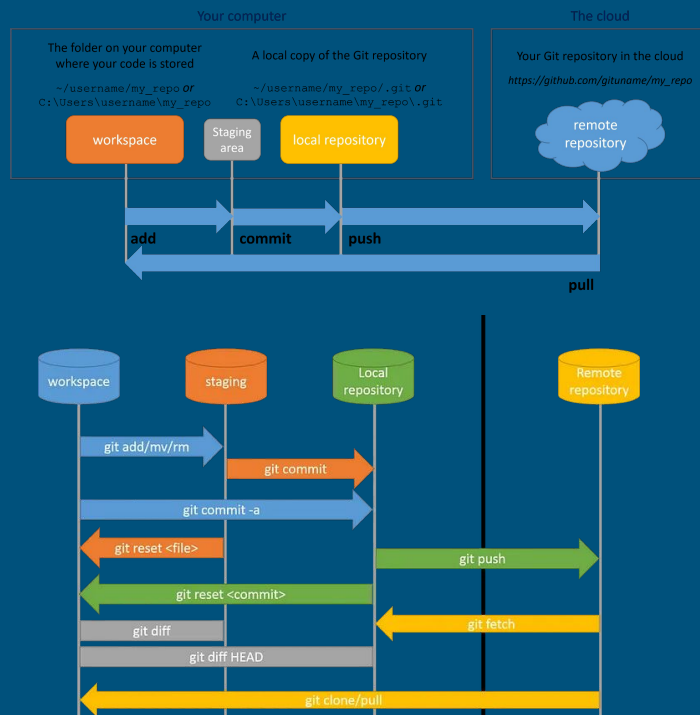 Your computer
The cloud
The folder on your computer
where your code is stored
~/username/my_repo or
C:\Users\username\my_repo
A local copy of the Git repository
~/username/my_repo/.git or
C:\Users\username\my_repo\.git
Your Git repository in the cloud
https://github.com/gituname/my_repo
workspace
Staging
area
local repository
remote
repository
add
commit
push
pull
workspace
staging
Local
repository
Remote
repository
git add/mv/rm
git commit
git commit -a
git reset <file>
git push
git reset <commit>
git fetch
git diff
git diff HEAD
git clone/pull